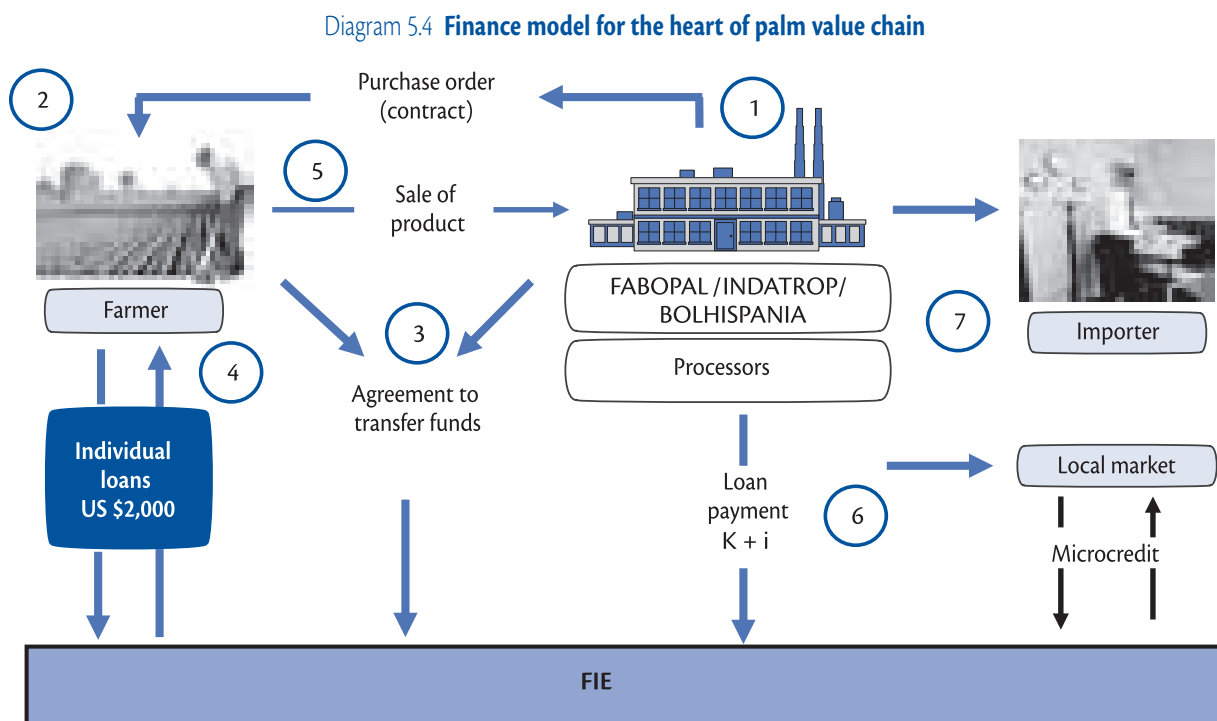 Diagram 5.4 Finance model for the heart of palm value chain
2
Purchase order
(contract)
1
5
Sale of
product
Farmer
3
FABOPAL /INDATROP/
BOLHISPANIA
7
Importer
4
Agreement to
transfer funds
Processors
Individual
loans
US $2,000
Loan
payment
K + i
6
Local market
Microcredit
FIE